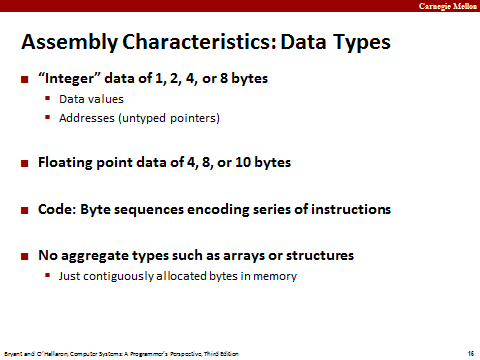 Carnegie Mellon
Assembly Characteristics: Data Types
“Integer” data of 1, 2, 4, or 8 bytes
Data values
Addresses (untyped pointers)
Floating point data of 4, 8, or 10 bytes
Code: Byte sequences encoding series of instructions
No aggregate types such as arrays or structures
Just contiguously allocated bytes in memory
Bryant and O’Hallaron, Computer Systems: A Programmer’s Perspective, Third Edition
16